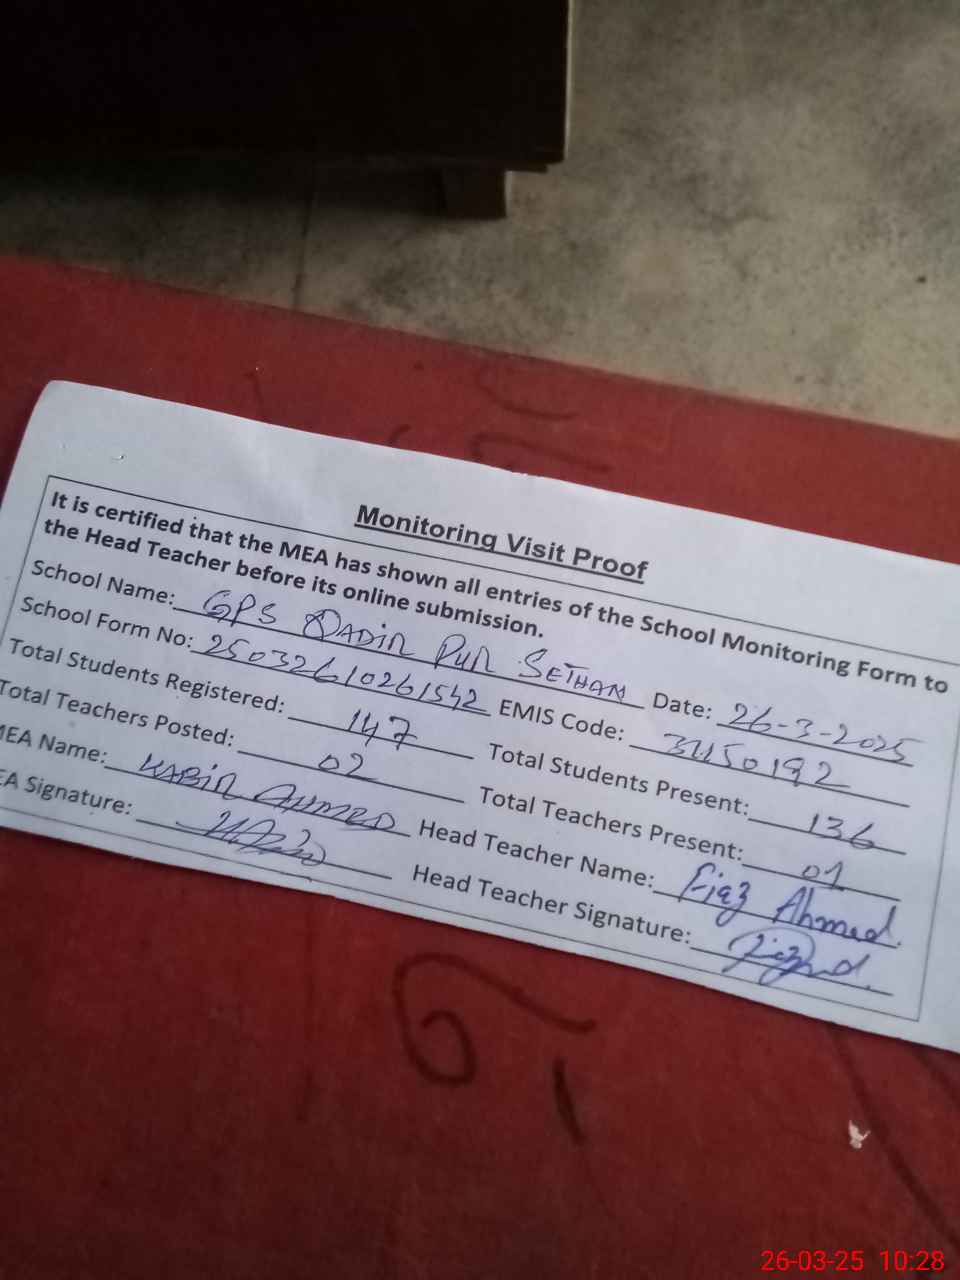 Monitoring Visit Proof
It is certified that the MEA has shown all entries of the School Monitoring Form to
the Head Teacher before its online submission.
School Name: GPS QADIR PUR SETHAR Date: 26-3-2025
School Form No: 25032610261542 EMIS Code: 31150192
Total Students Registered: 147 Total Students Present: 136
Total Teachers Posted: 02 Total Teachers Present: 01
MEA Name: KABIR AHMED Head Teacher Name: Fiaz Ahmed.
EA Signature: Head Teacher Signature:
26-03-25 10:28